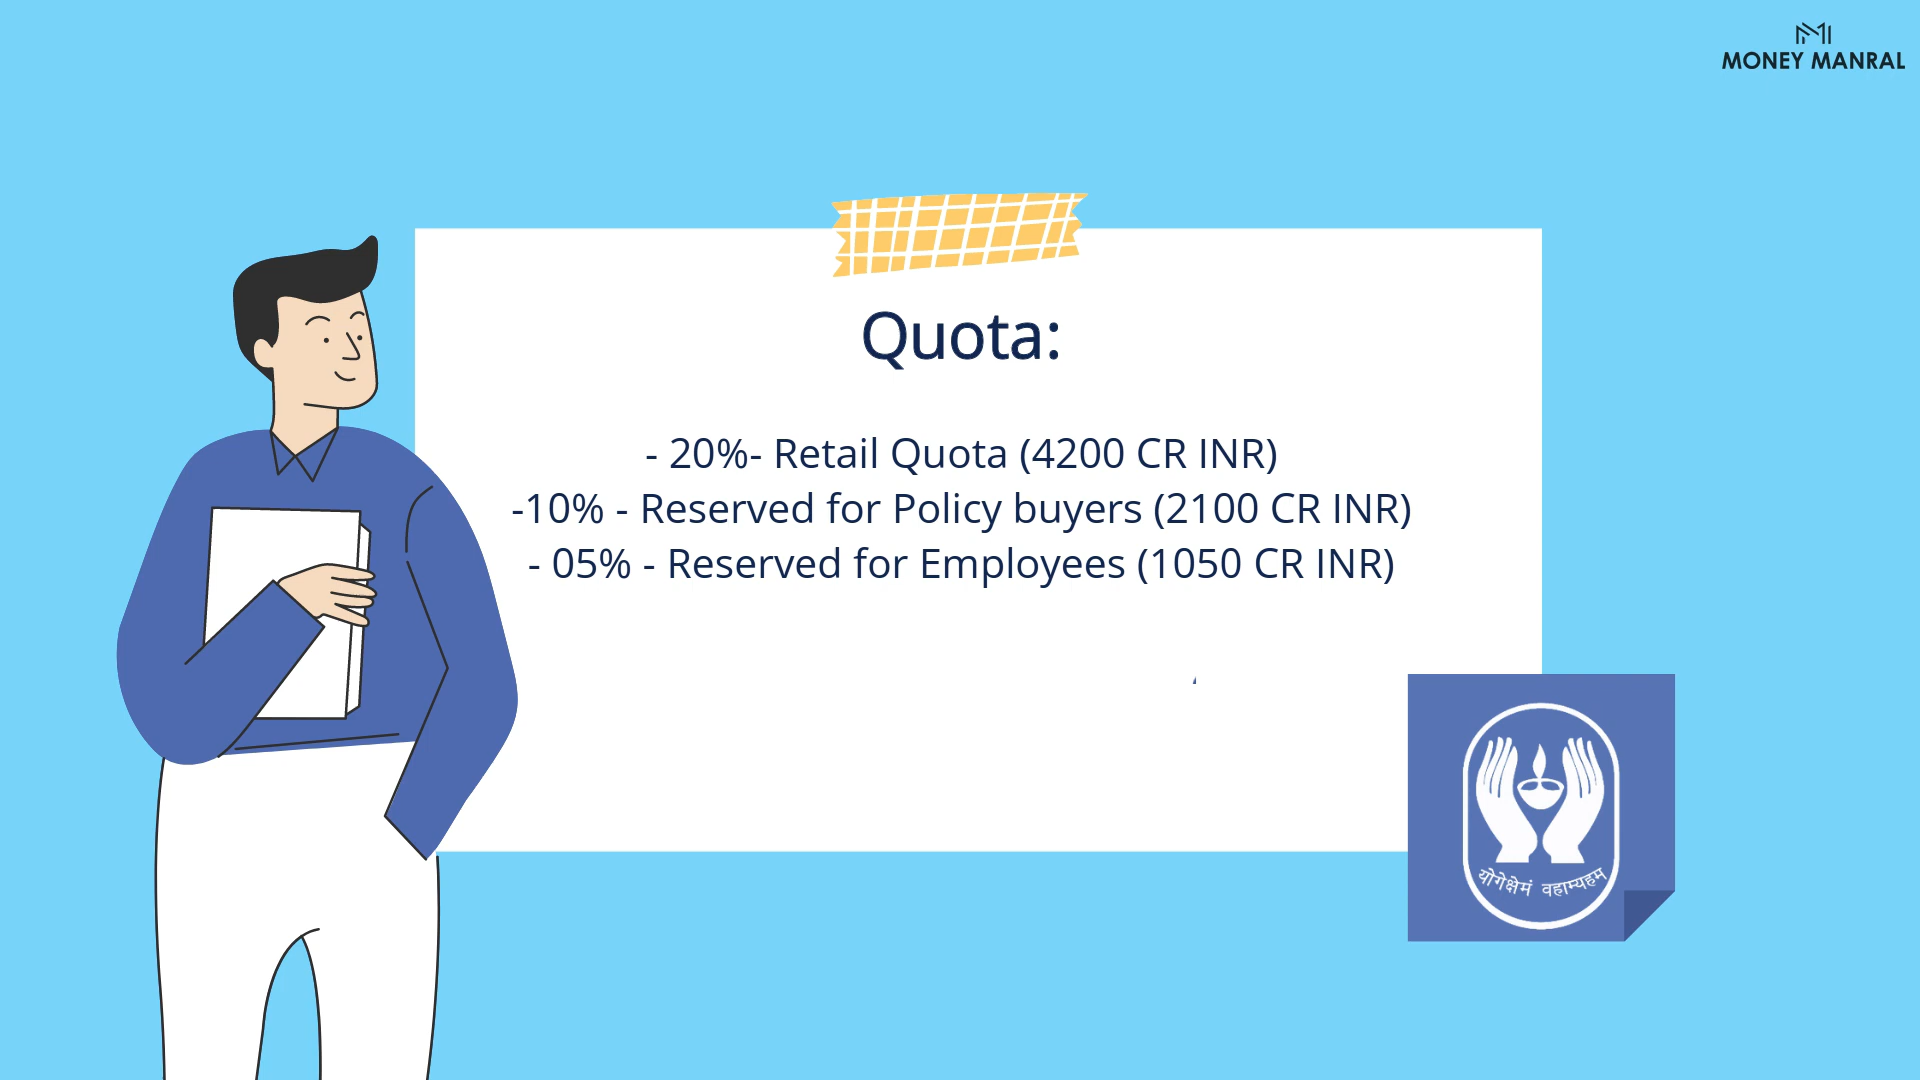 MONEY MANRAL
Quota:
- 20%- Retail Quota (4200 CR INR)
-10% - Reserved for Policy buyers (2100 CR INR)
- 05% - Reserved for Employees (1050 CR INR)
योगक्षेमं वहाम्यहम्